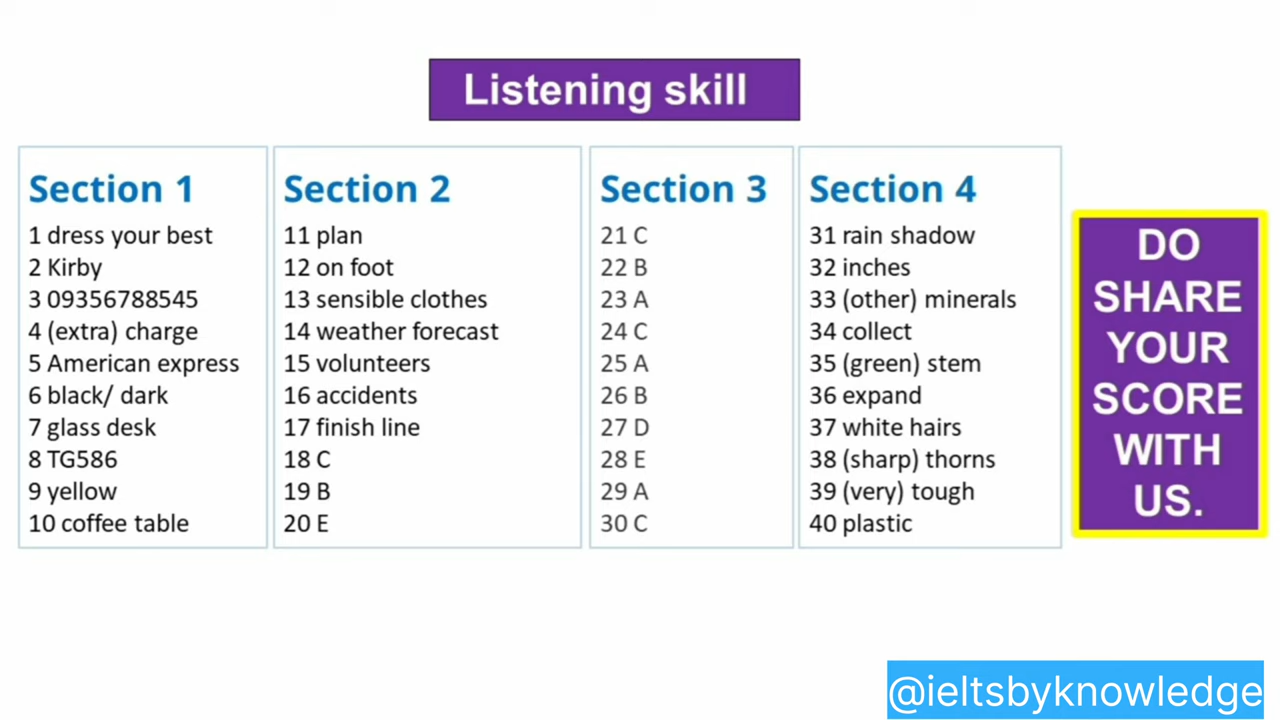 Listening skill
Section 1
1 dress your best
2 Kirby
3 09356788545
4 (extra) charge
5 American express
6 black/ dark
7 glass desk
8 TG586
9 yellow
10 coffee table
Section 2
11 plan
12 on foot
13 sensible clothes
14 weather forecast
15 volunteers
16 accidents
17 finish line
18 C
19 B
20 E
Section 3
21 C
22 B
23 A
24 C
25 A
26 B
27 D
28 E
29 A
30 C
Section 4
31 rain shadow
32 inches
33 (other) minerals
34 collect
35 (green) stem
36 expand
37 white hairs
38 (sharp) thorns
39 (very) tough
40 plastic
DO
SHARE
YOUR
SCORE
WITH
US.
@ieltsbyknowledge